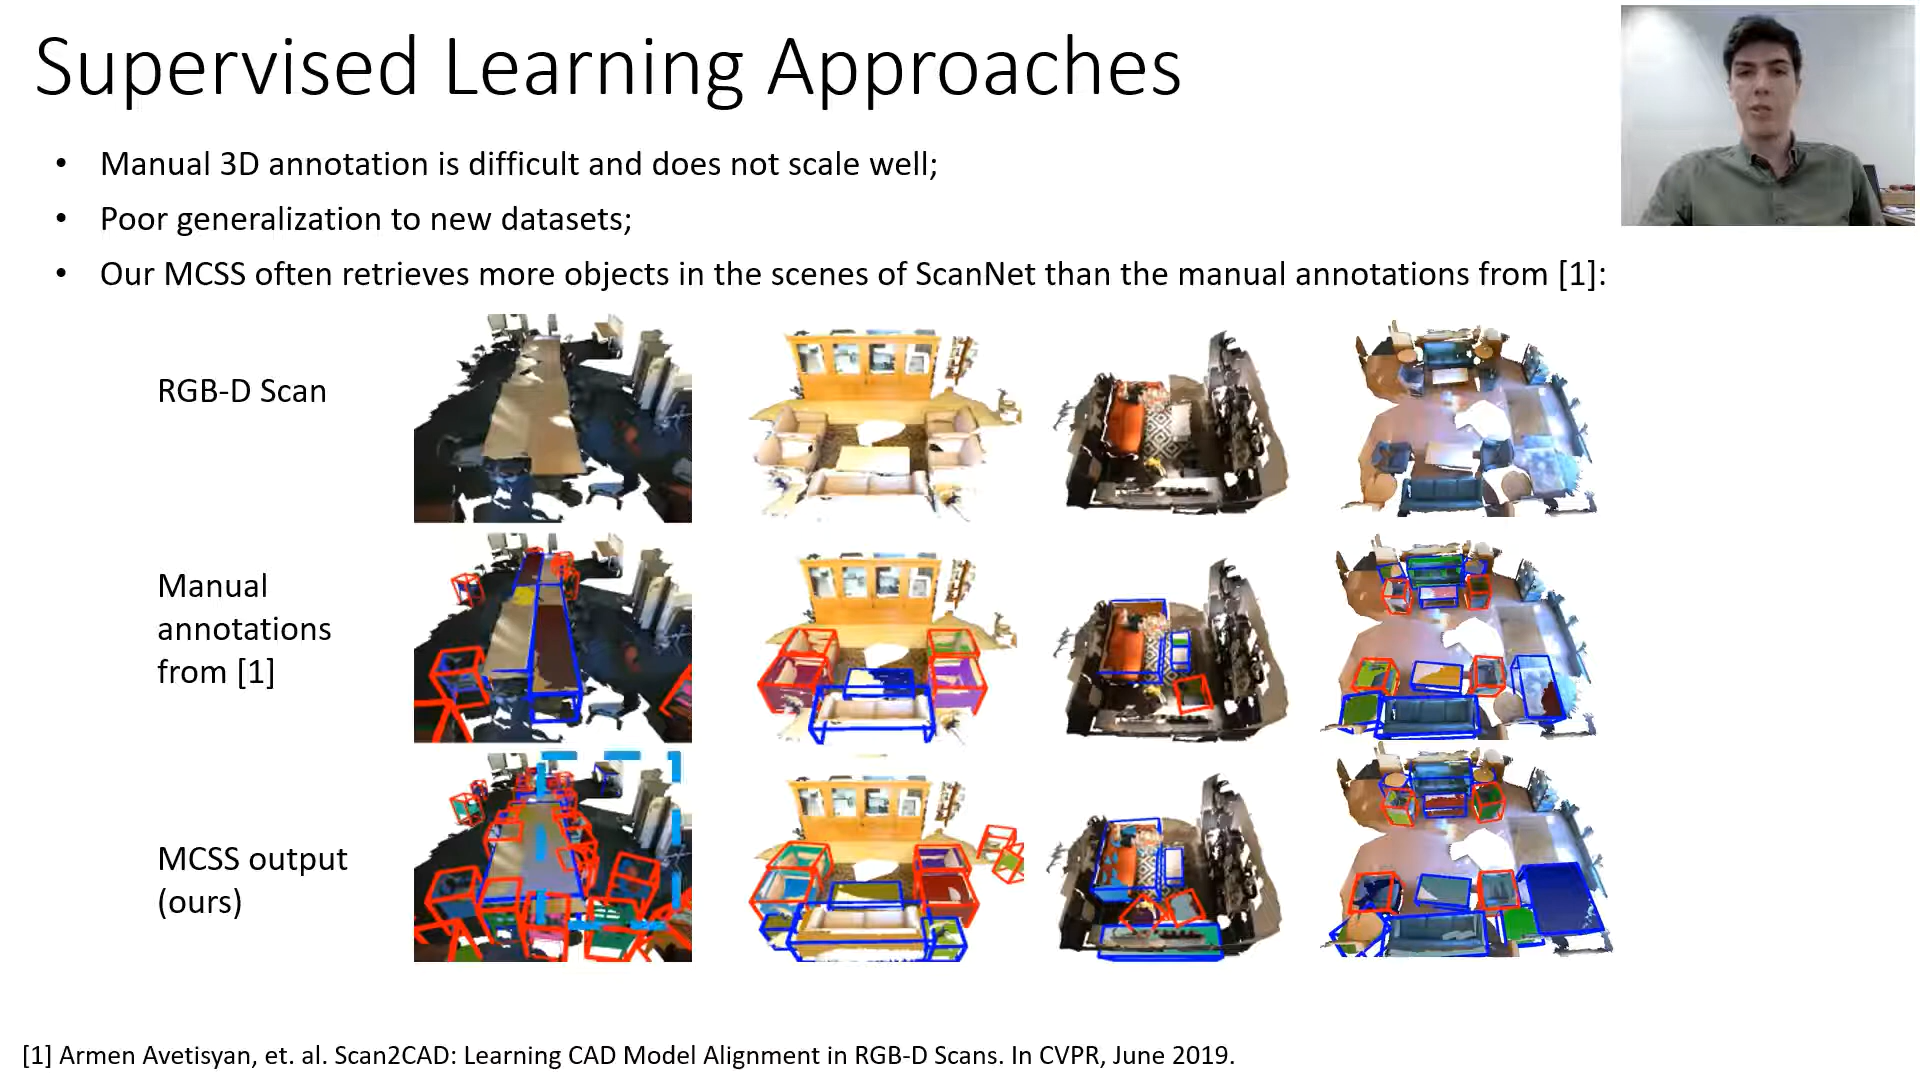 Supervised Learning Approaches
• Manual 3D annotation is difficult and does not scale well;
• Poor generalization to new datasets;
• Our MCSS often retrieves more objects in the scenes of ScanNet than the manual annotations from [1]:
RGB-D Scan
Manual
annotations
from [1]
MCSS output
(ours)
[1] Armen Avetisyan, et. al. Scan2CAD: Learning CAD Model Alignment in RGB-D Scans. In CVPR, June 2019.